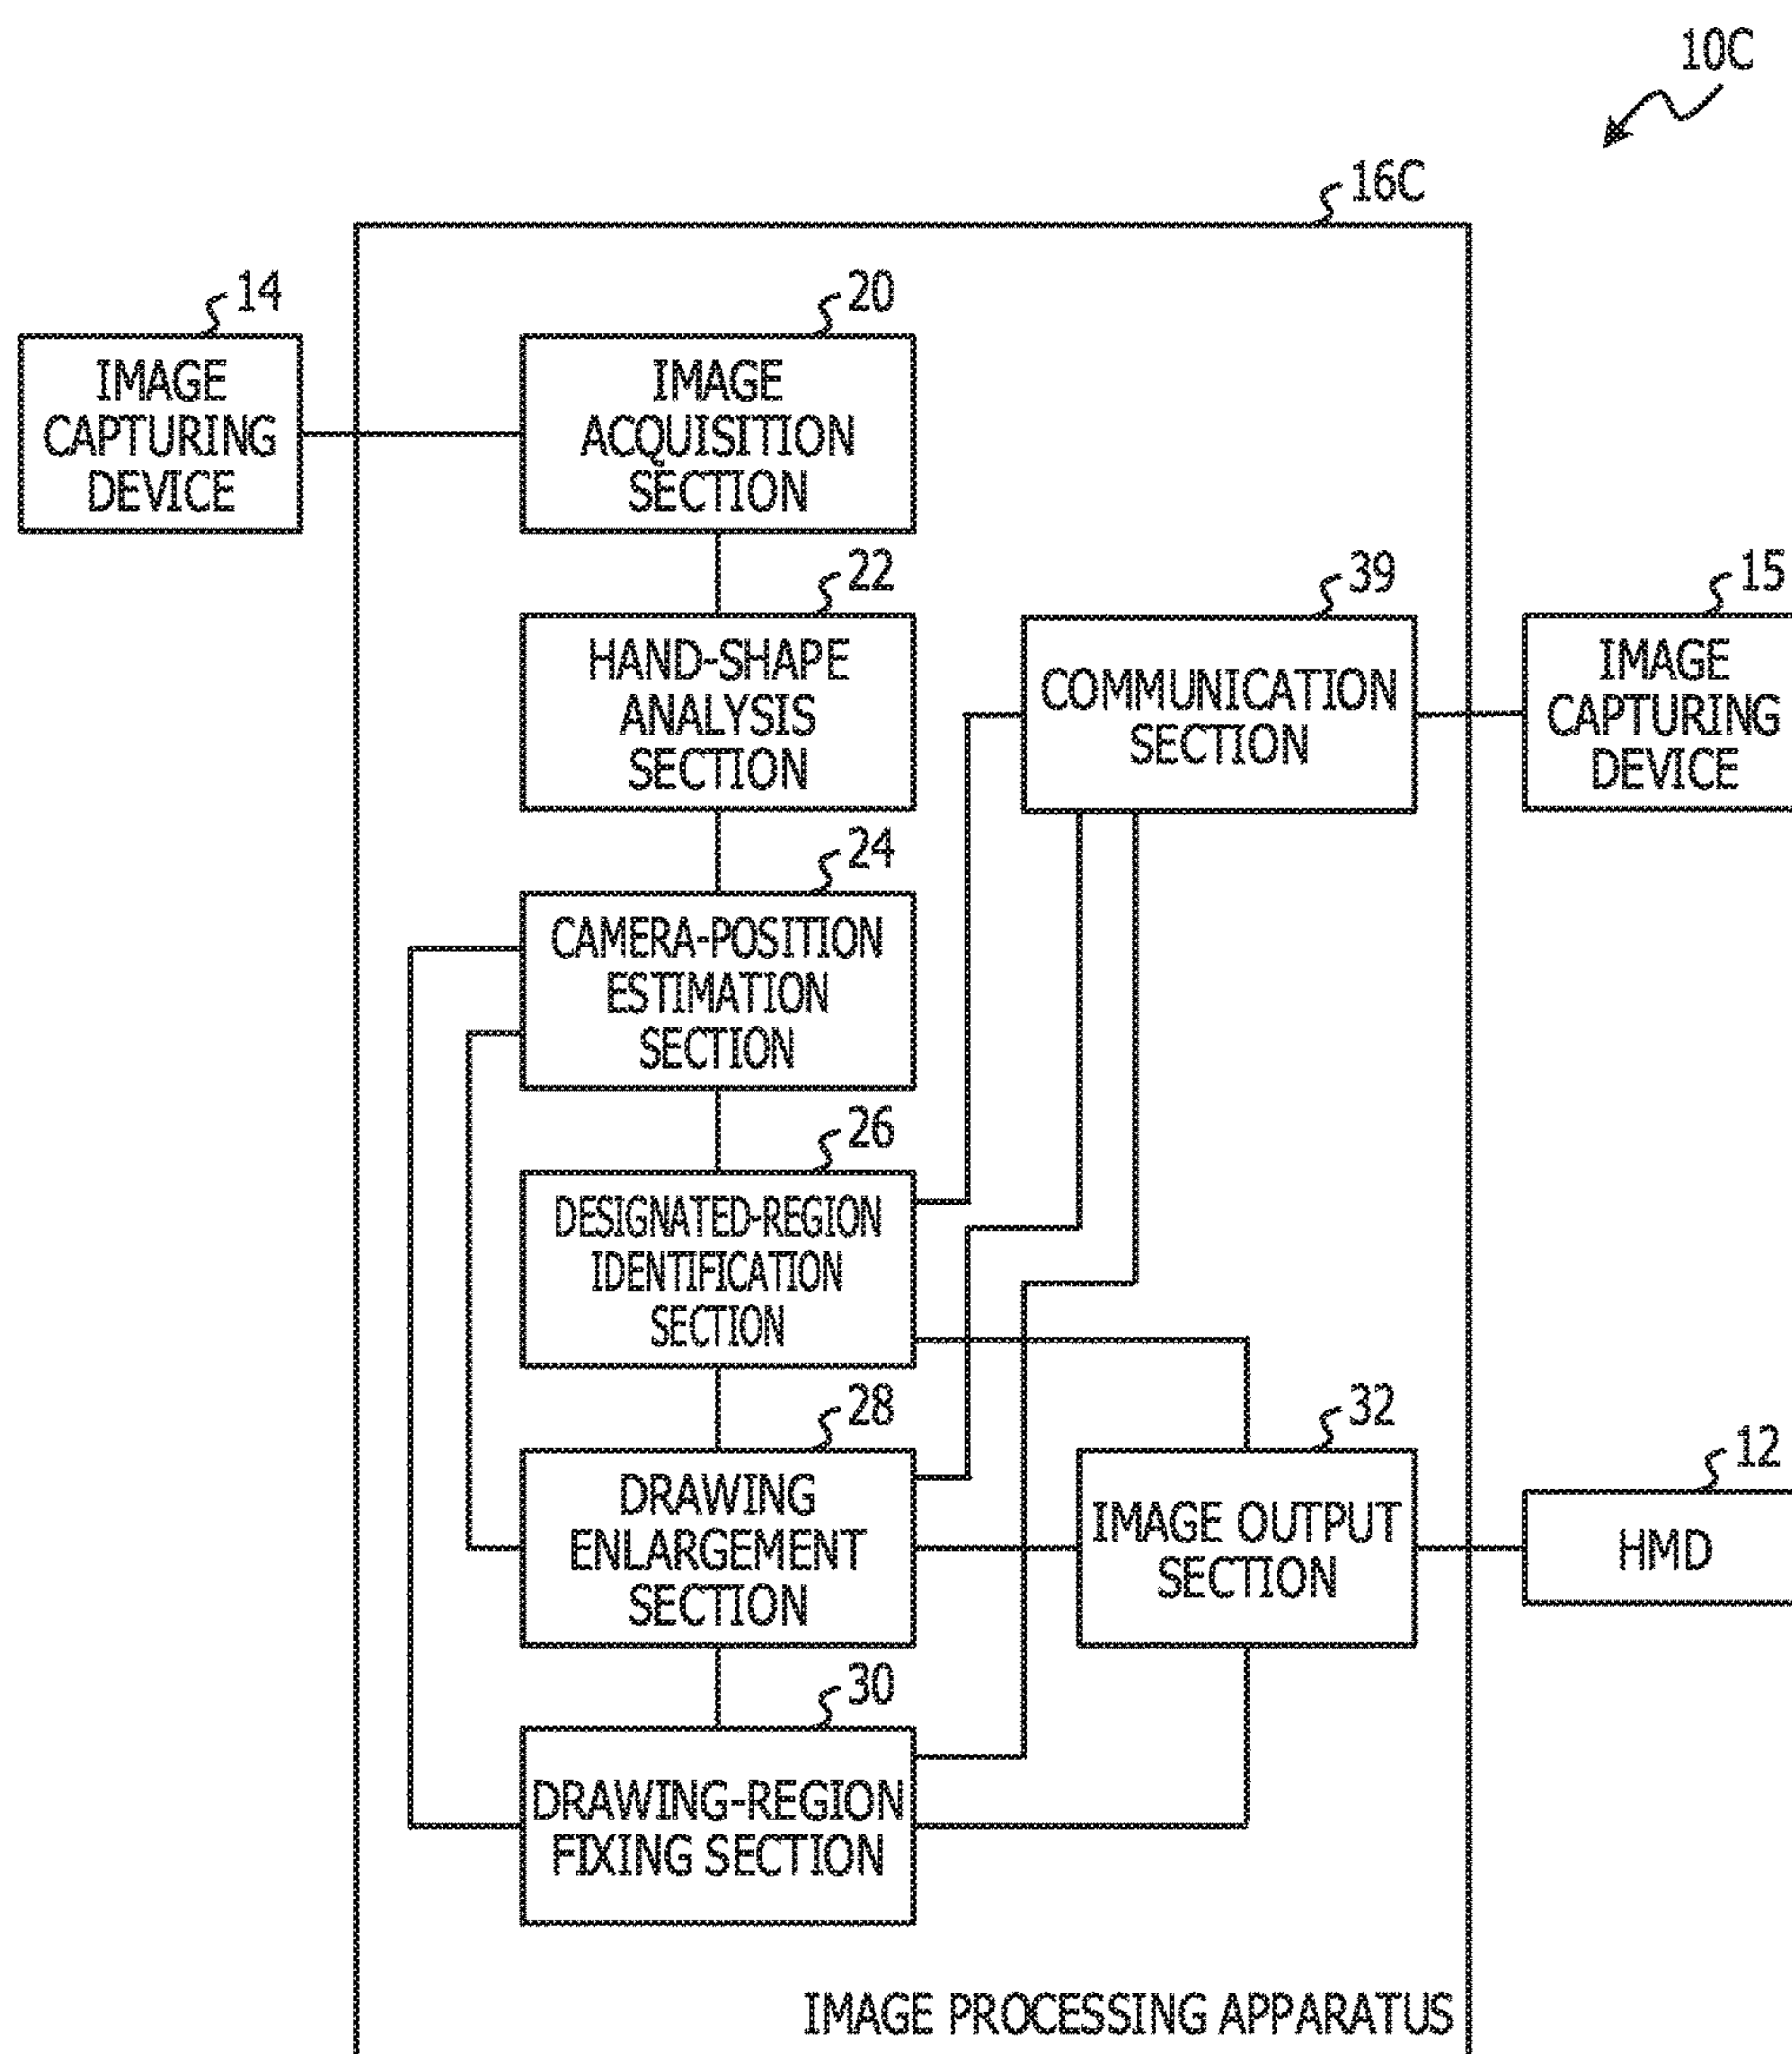 10C
16C
14
IMAGE
CAPTURING
DEVICE
20
IMAGE
ACQUISITION
SECTION
22
HAND-SHAPE
ANALYSIS
SECTION
39
COMMUNICATION
SECTION
15
IMAGE
CAPTURING
DEVICE
24
CAMERA-POSITION
ESTIMATION
SECTION
26
DESIGNATED-REGION
IDENTIFICATION
SECTION
28
DRAWING
ENLARGEMENT
SECTION
32
IMAGE OUTPUT
SECTION
12
HMD
30
DRAWING-REGION
FIXING SECTION
IMAGE PROCESSING APPARATUS